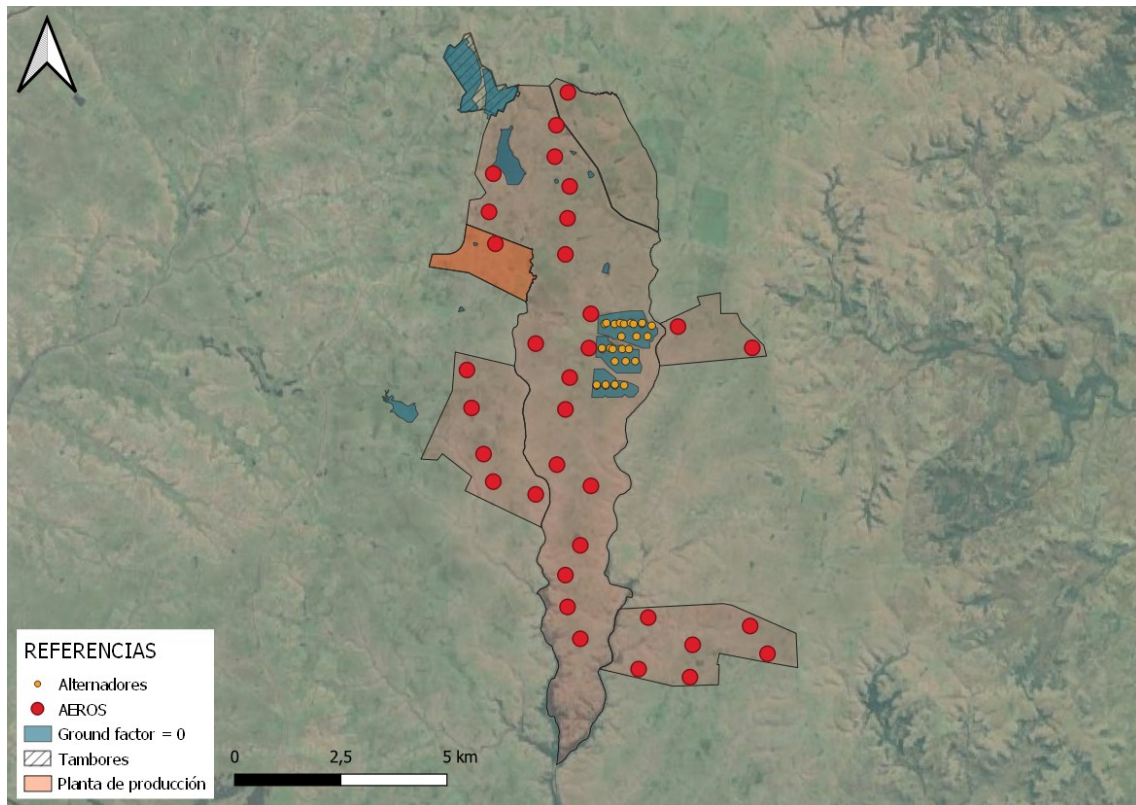 REFERENCIAS
Alternadores
AEROS
Ground factor = 0
Tambores
Planta de producción
0 2,5 5 km